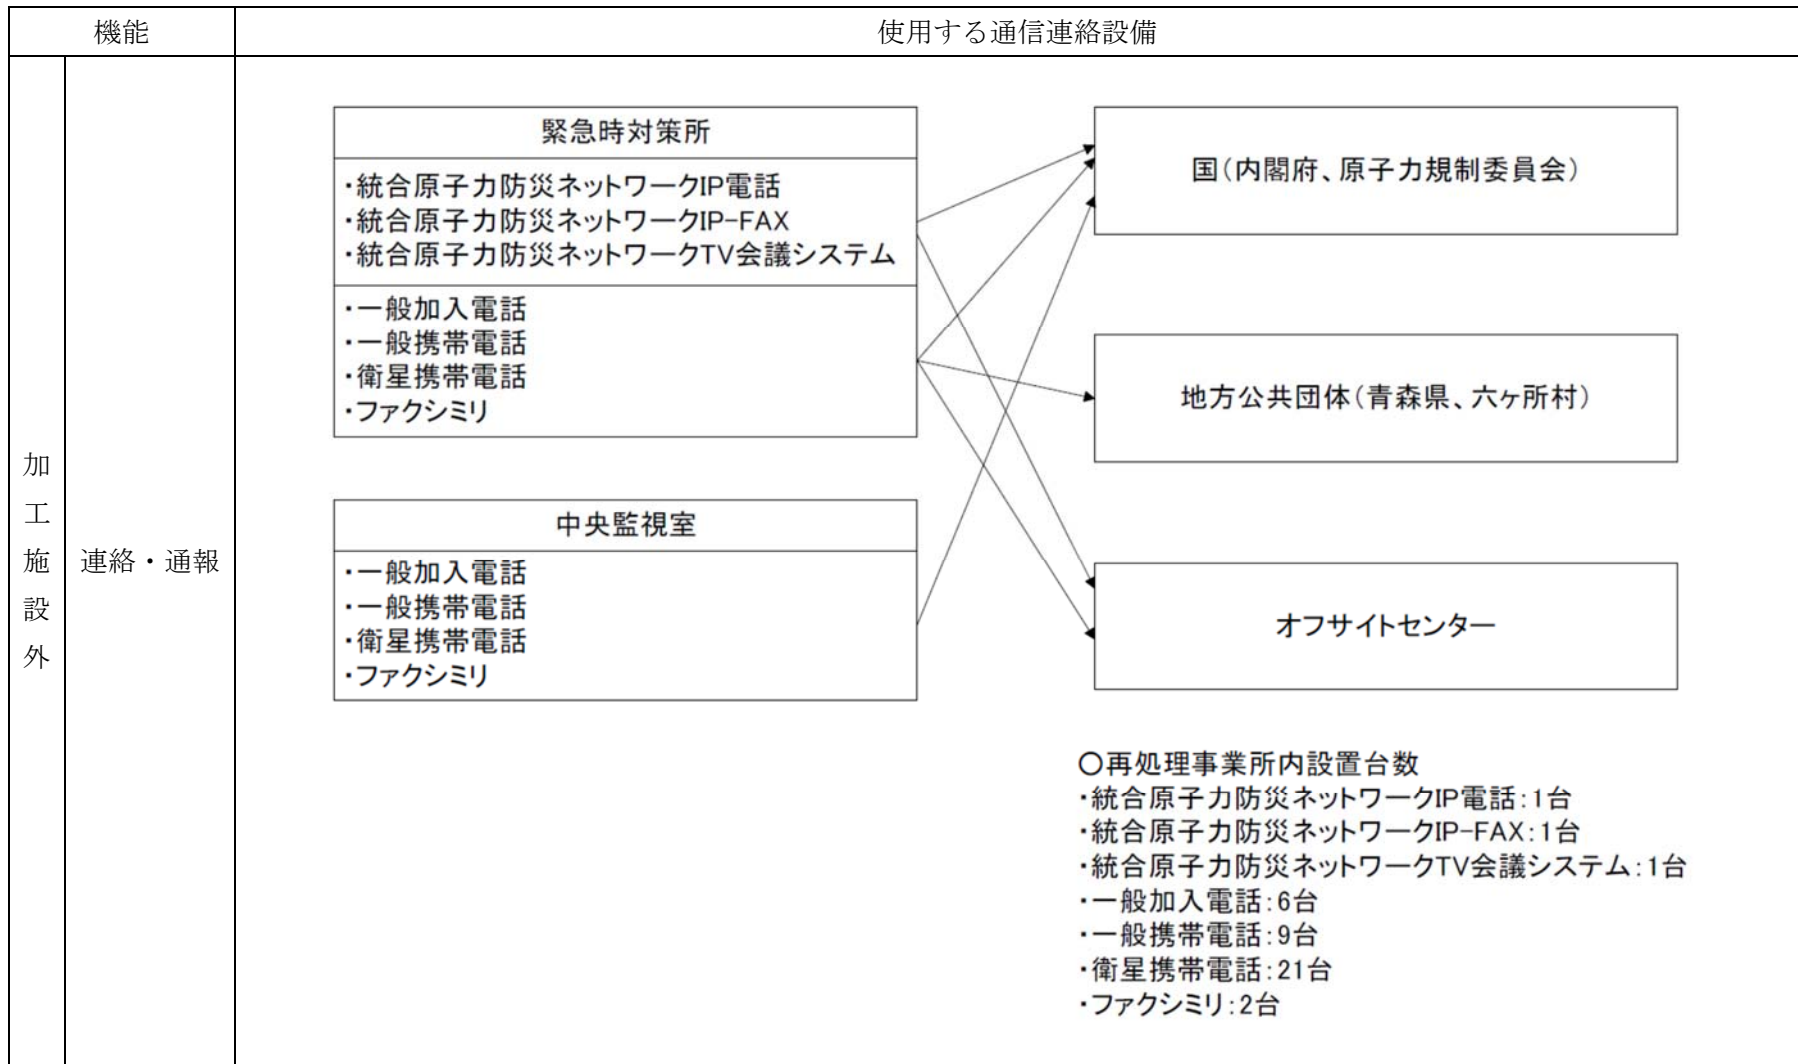 機能
使用する通信連絡設備
加工施設外
連絡・通報
緊急時対策所
・統合原子力防災ネットワークIP電話
・統合原子力防災ネットワークIP-FAX
・統合原子力防災ネットワークTV会議システム
・一般加入電話
・一般携帯電話
・衛星携帯電話
・ファクシミリ
中央監視室
・一般加入電話
・一般携帯電話
・衛星携帯電話
・ファクシミリ
国(内閣府、原子力規制委員会)
地方公共団体(青森県、六ヶ所村)
オフサイトセンター
〇再処理事業所内設置台数
・統合原子力防災ネットワークIP電話:1台
・統合原子力防災ネットワークIP-FAX:1台
・統合原子力防災ネットワークTV会議システム:1台
・一般加入電話:6台
・一般携帯電話:9台
・衛星携帯電話:21台
・ファクシミリ:2台